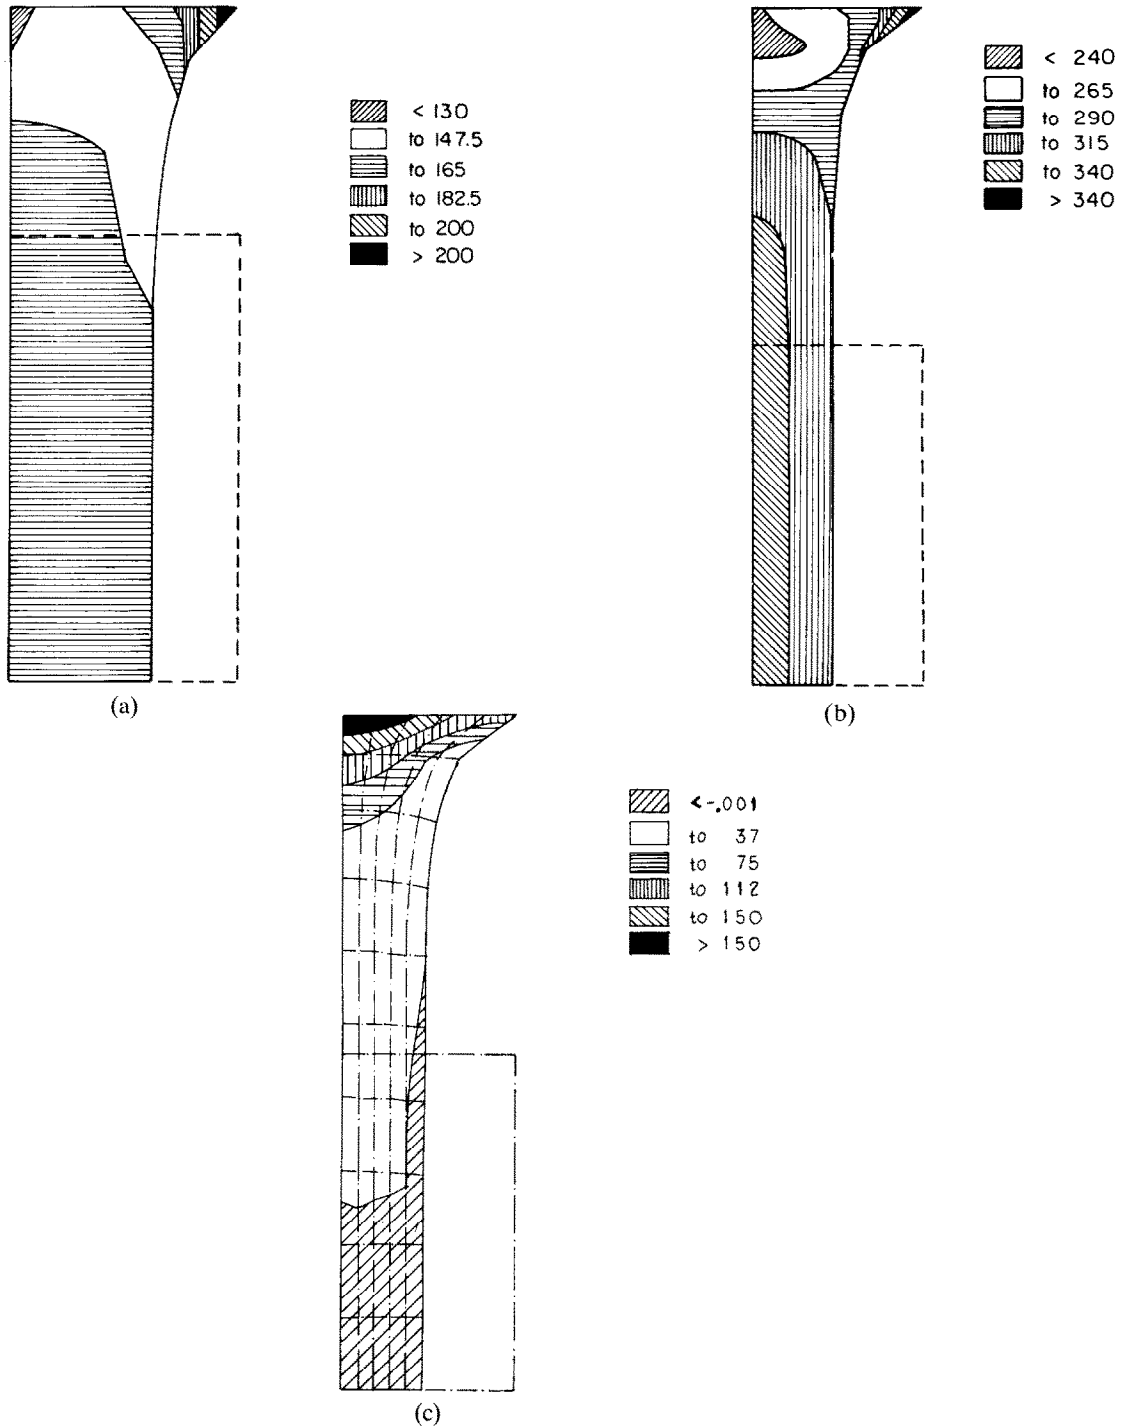 < 130
to 147.5
to 165
to 182.5
to 200
> 200
(a)
< 240
to 265
to 290
to 315
to 340
> 340
(b)
<-.001
to 37
to 75
to 112
to 150
> 150
(c)